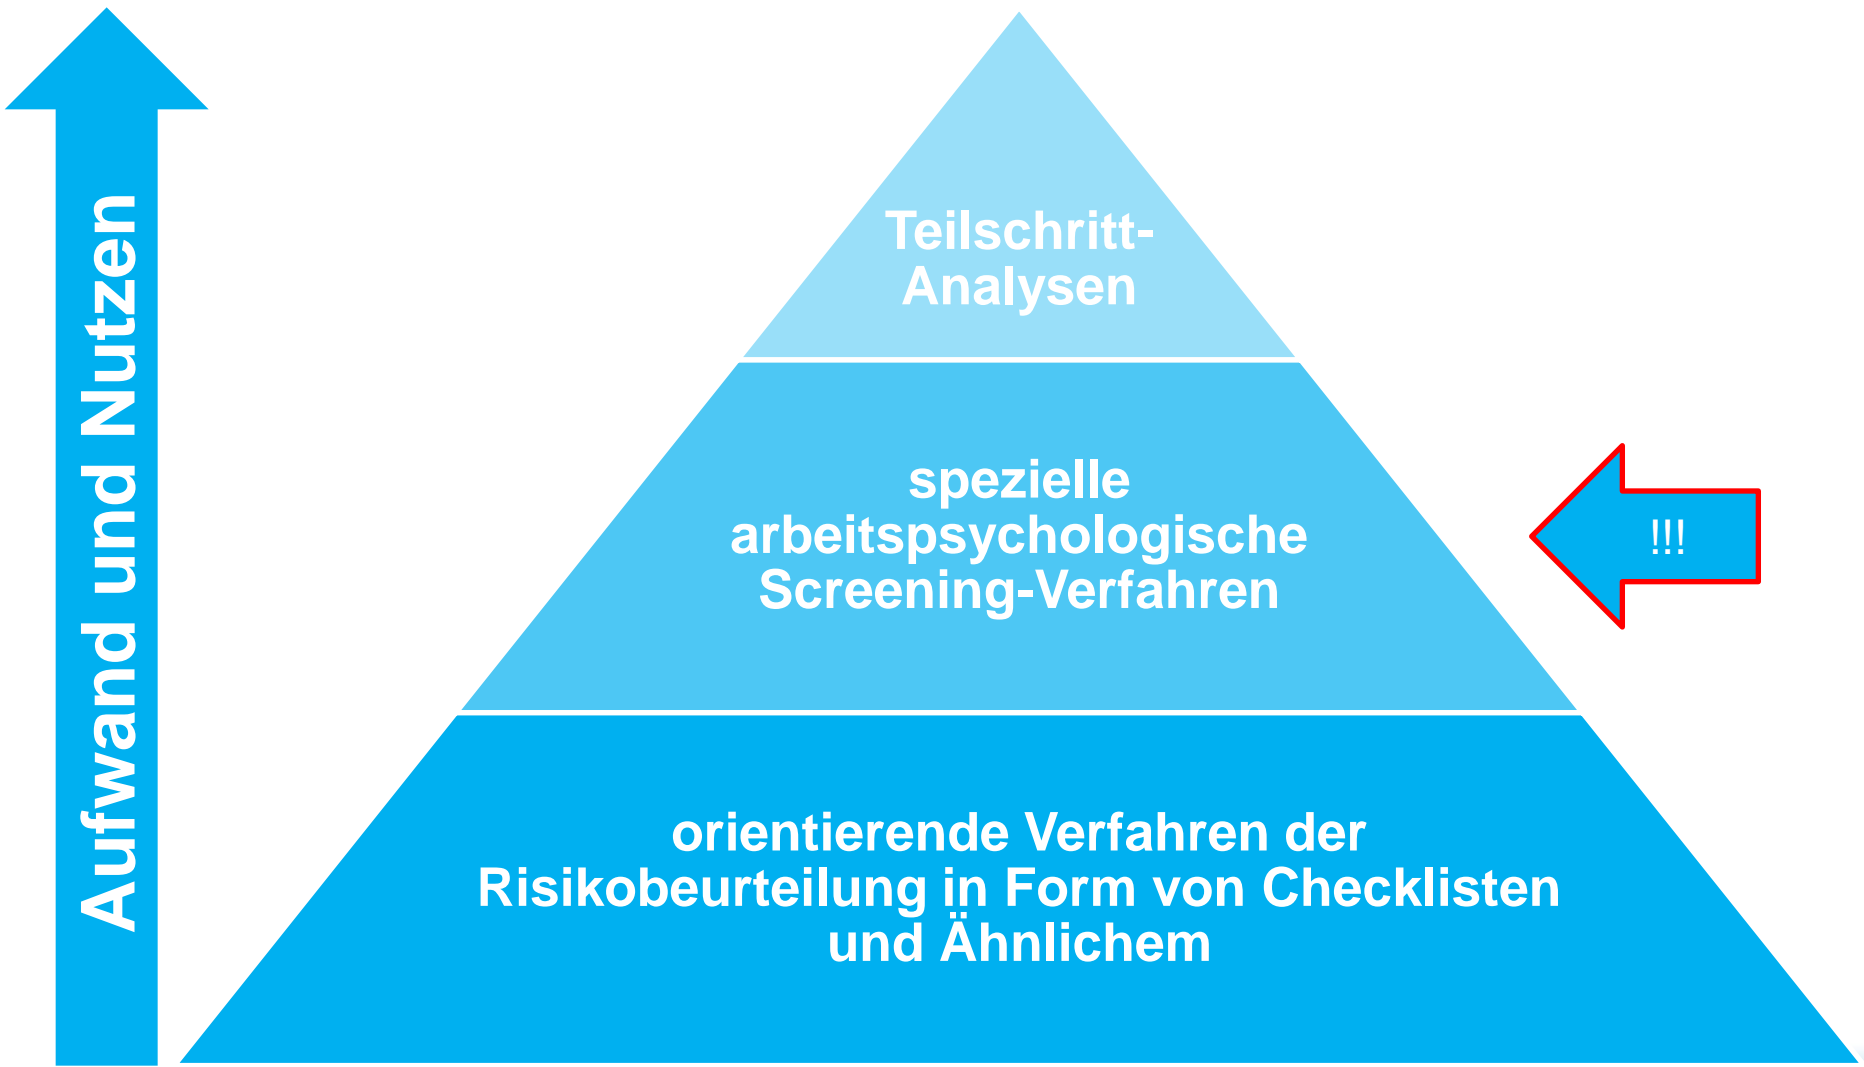 Aufwand und Nutzen
Teilschritt-
Analysen
spezielle
arbeitspsychologische
Screening-Verfahren
!!!
orientierende Verfahren der
Risikobeurteilung in Form von Checklisten
und Ähnlichem